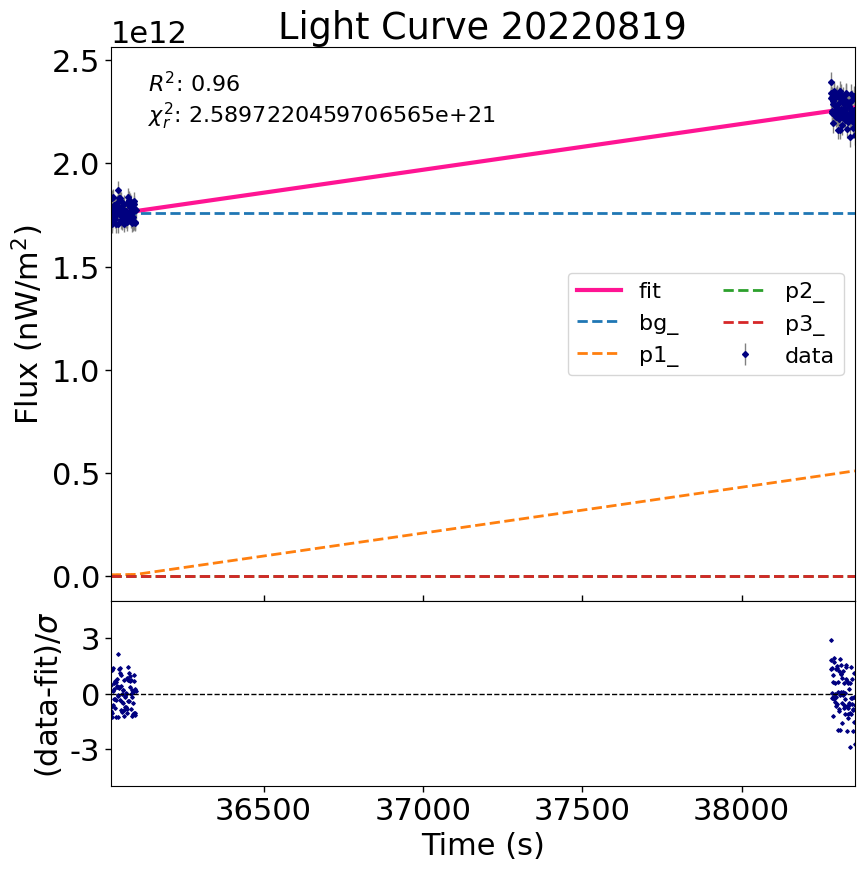 Light Curve 20220819
1e12
R²: 0.96
χ²ᵣ: 2.5897220459706565e+21
2.5
2.0
1.5
1.0
0.5
0.0
Flux (nW/m²)
fit
bg_
p1_
p2_
p3_
data
3
0
-3
(data-fit)/σ
36500
37000
37500
38000
Time (s)